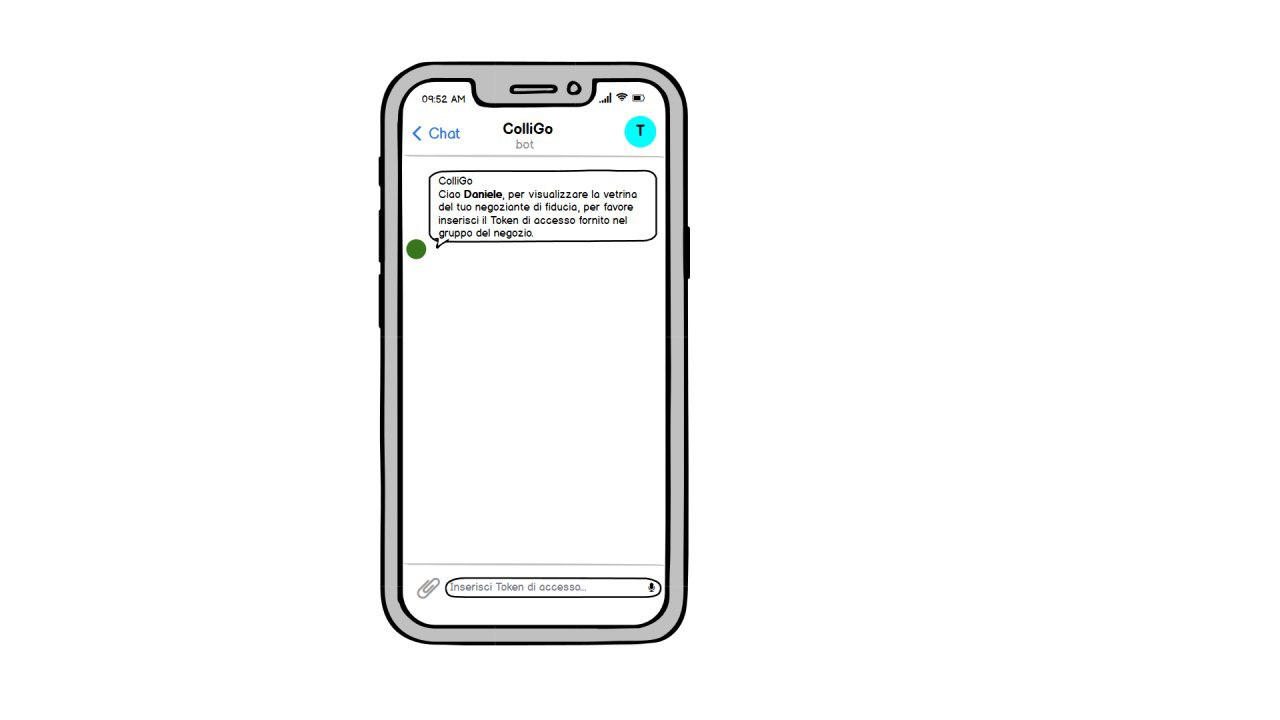 09:52 AM
Chat
ColliGo
bot
T
ColliGo
Ciao Daniele, per visualizzare la vetrina
del tuo negoziante di fiducia, per favore
inserisci il Token di accesso fornito nel
gruppo del negozio.
Inserisci Token di accesso...